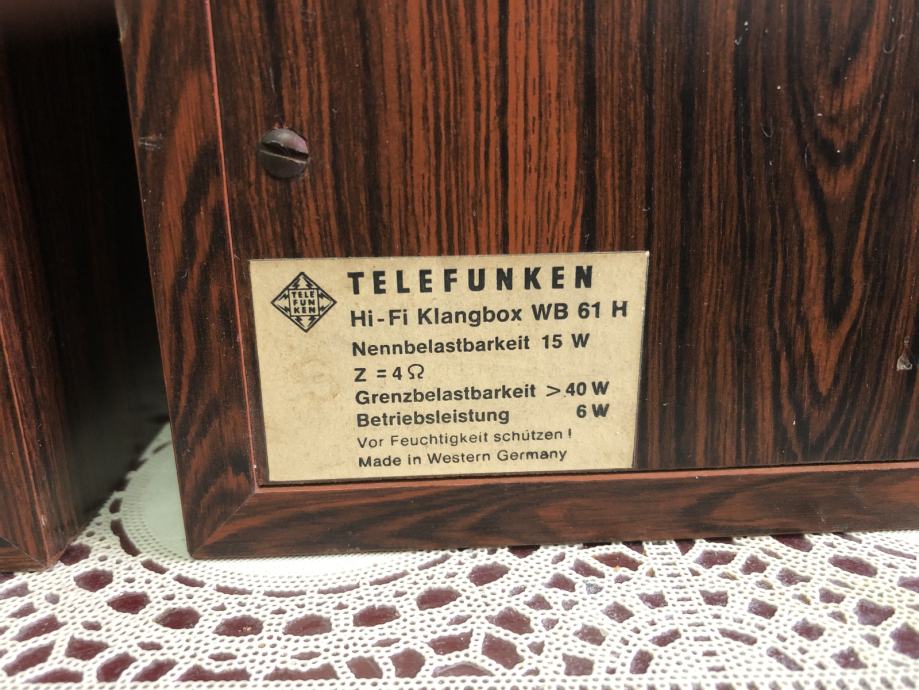 TELE
FUN
KEN
TELEFUNKEN
Hi-Fi Klangbox WB 61 H
Nennbelastbarkeit 15 W
Z = 4 Ω
Grenzbelastbarkeit > 40 W
Betriebsleistung 6 W
Vor Feuchtigkeit schützen!
Made in Western Germany